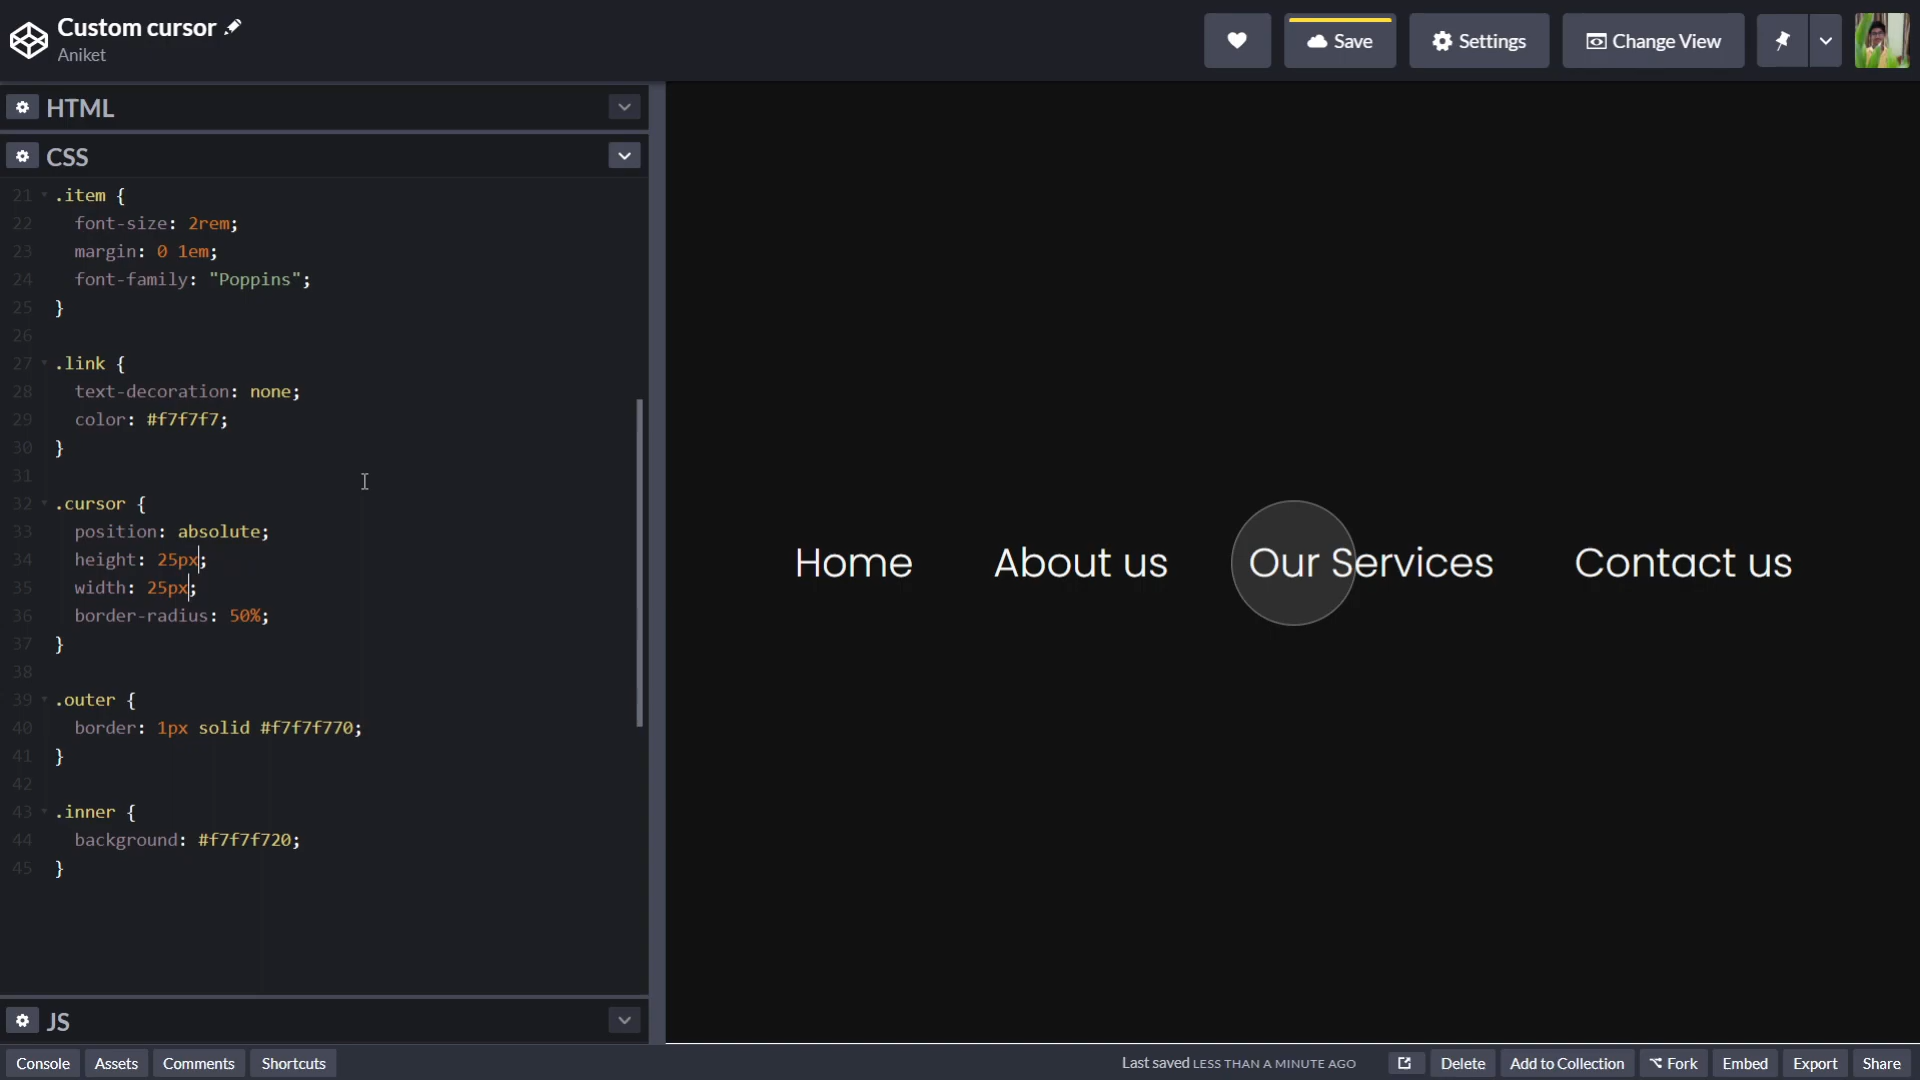 Custom cursor
Aniket
Save
Settings
Change View
HTML
CSS
21 .item {
22 font-size: 2rem;
23 margin: 0 1em;
24 font-family: "Poppins";
25 }
26
27 .link {
28 text-decoration: none;
29 color: #f7f7f7;
30 }
31
32 .cursor {
33 position: absolute;
34 height: 25px;
35 width: 25px;
36 border-radius: 50%;
37 }
38
39 .outer {
40 border: 1px solid #f7f7f770;
41 }
42
43 .inner {
44 background: #f7f7f720;
45 }
Home
About us
Our Services
Contact us
JS
Console
Assets
Comments
Shortcuts
Last saved LESS THAN A MINUTE AGO
Delete
Add to Collection
Fork
Embed
Export
Share